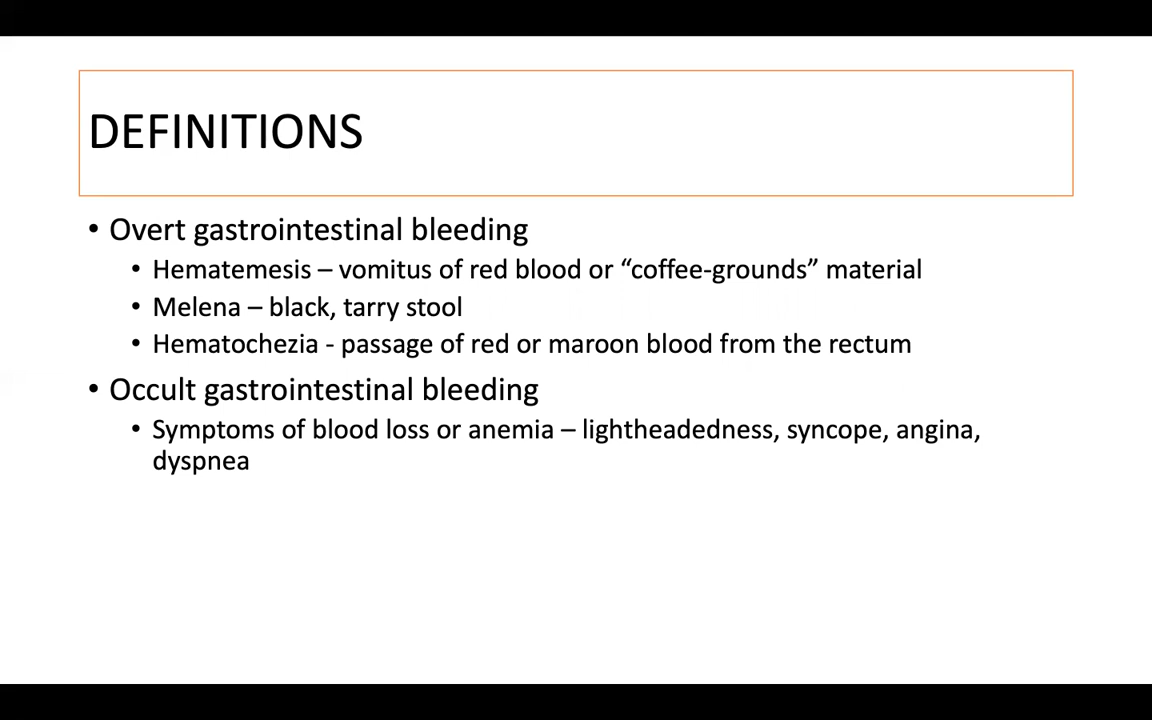 DEFINITIONS
• Overt gastrointestinal bleeding
• Hematemesis – vomitus of red blood or “coffee-grounds” material
• Melena – black, tarry stool
• Hematochezia - passage of red or maroon blood from the rectum
• Occult gastrointestinal bleeding
• Symptoms of blood loss or anemia – lightheadedness, syncope, angina,
dyspnea